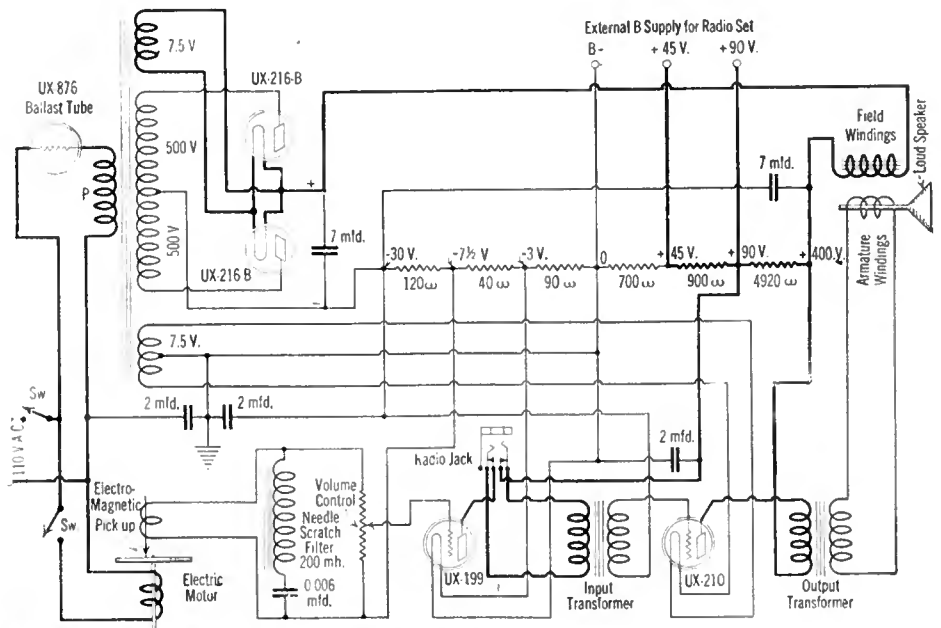 External B Supply for Radio Set
B-
+ 45 V.
+90 V.
7.5 V
UX-216-B
UX-876
Ballast Tube
500 V
P
500 V
UX-216 B
+
7 mfd.
-
Field
Windings
Loud Speaker
7 mfd.
Armature
Windings
-30 V.
-7½ V
-3 V.
0
+ 45 V.
+ 90 V.
+ 400 V.
120 ω
40 ω
90 ω
700 ω
900 ω
4920 ω
7.5 V.
2 mfd.
2 mfd.
Sw
110 V A C
Radio Jack
2 mfd.
Electro-
Magnetic
Pick up
Sw.
Volume
Control
Needle
Scratch
Filter
200 mh.
0.006
mfd.
Electric
Motor
UX-199
Input
Transformer
UX-210
Output
Transformer